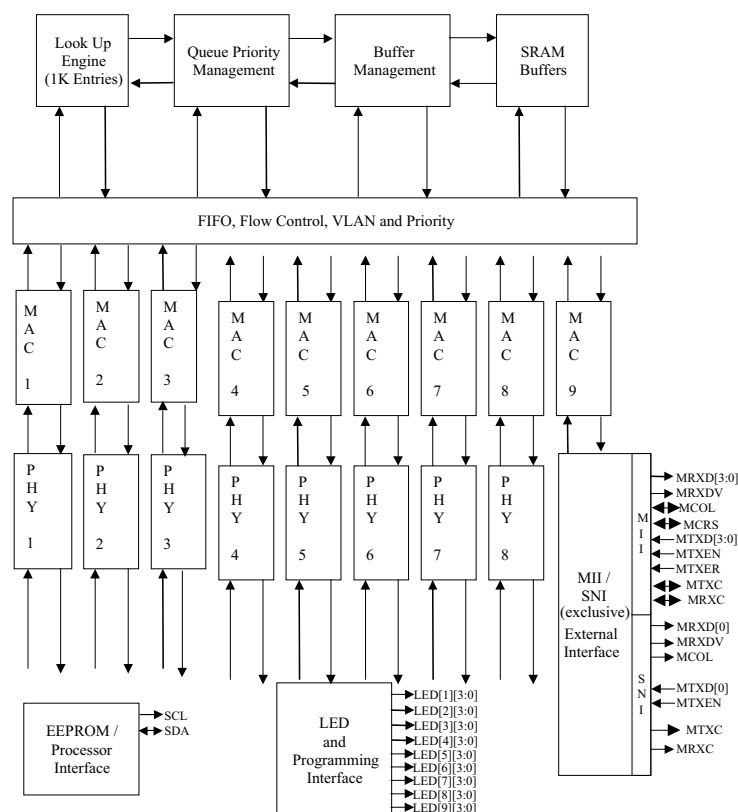 Look Up
Engine
(1K Entries)
Queue Priority
Management
Buffer
Management
SRAM
Buffers
FIFO, Flow Control, VLAN and Priority
M
A
C
1
M
A
C
2
M
A
C
3
M
A
C
4
M
A
C
5
M
A
C
6
M
A
C
7
M
A
C
8
M
A
C
9
P
H
Y
1
P
H
Y
2
P
H
Y
3
P
H
Y
4
P
H
Y
5
P
H
Y
6
P
H
Y
7
P
H
Y
8
MII /
SNI
(exclusive)
External
Interface
M
I
I
S
N
I
MRXD[3:0]
MRXDV
MCOL
MCRS
MTXD[3:0]
MTXEN
MTXER
MTXC
MRXC
MRXD[0]
MRXDV
MCOL
MTXD[0]
MTXEN
MTXC
MRXC
EEPROM /
Processor
Interface
SCL
SDA
LED
and
Programming
Interface
LED[1][3:0]
LED[2][3:0]
LED[3][3:0]
LED[4][3:0]
LED[5][3:0]
LED[6][3:0]
LED[7][3:0]
LED[8][3:0]
LED[9][3:0]